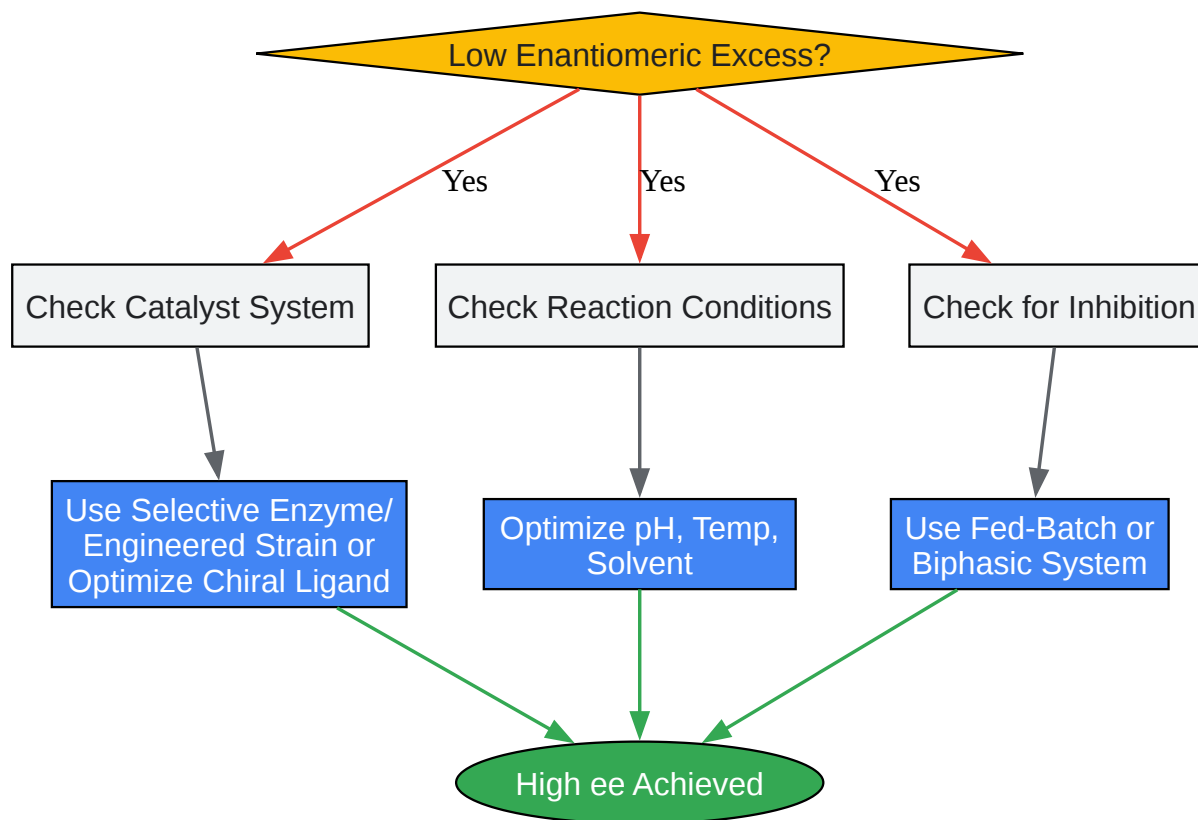 Low Enantiomeric Excess?
Yes
Yes
Yes
Check Catalyst System
Check Reaction Conditions
Check for Inhibition
Use Selective Enzyme/
Engineered Strain or
Optimize Chiral Ligand
Optimize pH, Temp,
Solvent
Use Fed-Batch or
Biphasic System
High ee Achieved